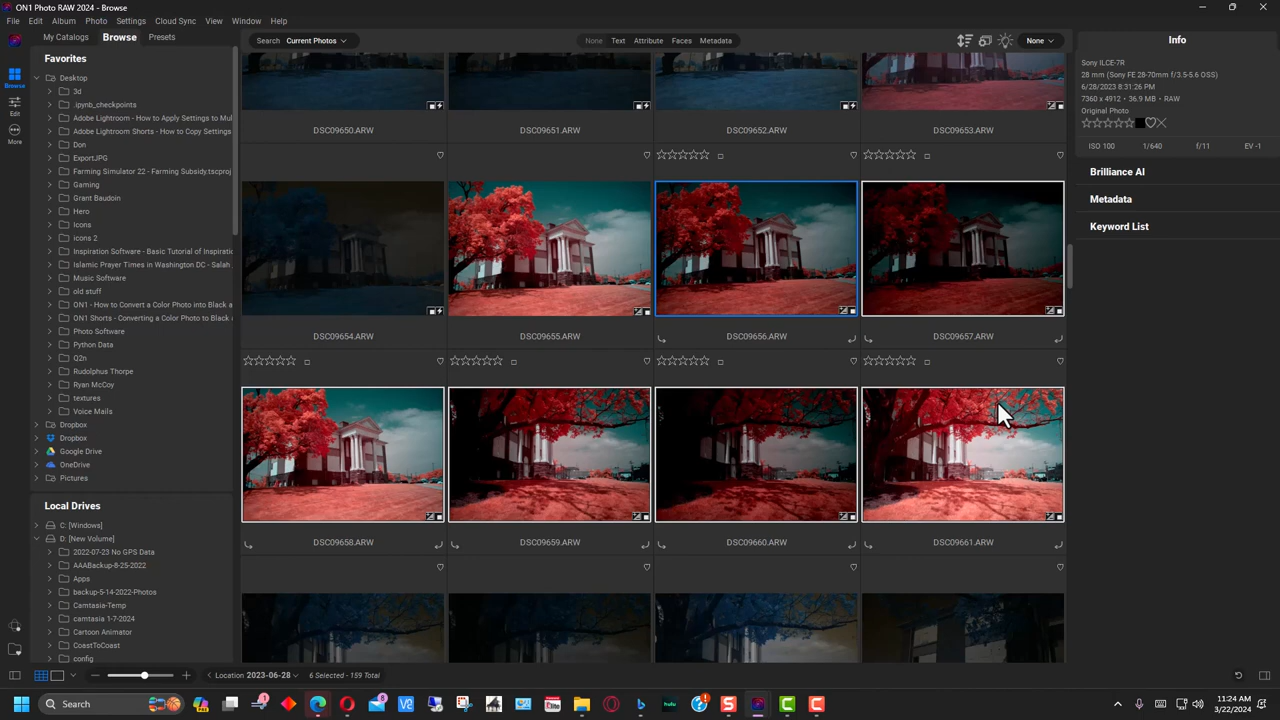 ON1 Photo RAW 2024 - Browse
File Edit Album Photo Settings Cloud Sync View Window Help
My Catalogs Browse Presets
Search Current Photos
None Text Attribute Faces Metadata
None
Info
Favorites
Desktop
3d
.ipynb_checkpoints
Adobe Lightroom - How to Apply Settings to Mul
Adobe Lightroom Shorts - How to Copy Settings
Don
ExportJPG
Farming Simulator 22 - Farming Subsidy.tscproj
Gaming
Grant Baudoin
Hero
Icons
icons 2
Inspiration Software - Basic Tutorial of Inspiratio
Islamic Prayer Times in Washington DC - Salah
Music Software
old stuff
ON1 - How to Convert a Color Photo into Black a
ON1 Shorts - Converting a Color Photo to Black a
Photo Software
Python Data
Q2n
Rudolphus Thorpe
Ryan McCoy
textures
Voice Mails
Dropbox
Dropbox
Google Drive
OneDrive
Pictures
Local Drives
C: [Windows]
D: [New Volume]
2022-07-23 No GPS Data
AAABackup-8-25-2022
Apps
backup-5-14-2022-Photos
Camtasia-Temp
camtasia 1-7-2024
Cartoon Animator
CoastToCoast
config
Browse
Edit
More
DSC09650.ARW DSC09651.ARW DSC09652.ARW DSC09653.ARW
DSC09654.ARW DSC09655.ARW DSC09656.ARW DSC09657.ARW
DSC09658.ARW DSC09659.ARW DSC09660.ARW DSC09661.ARW
Sony ILCE-7R
28 mm (Sony FE 28-70mm f/3.5-5.6 OSS)
6/28/2023 8:31:26 PM
7360 x 4912 • 36.9 MB • RAW
Original Photo
ISO 100 1/640 f/11 EV -1
Brilliance AI
Metadata
Keyword List
Location 2023-06-28 6 Selected - 159 Total
Search
hulu
11:24 AM
3/22/2024